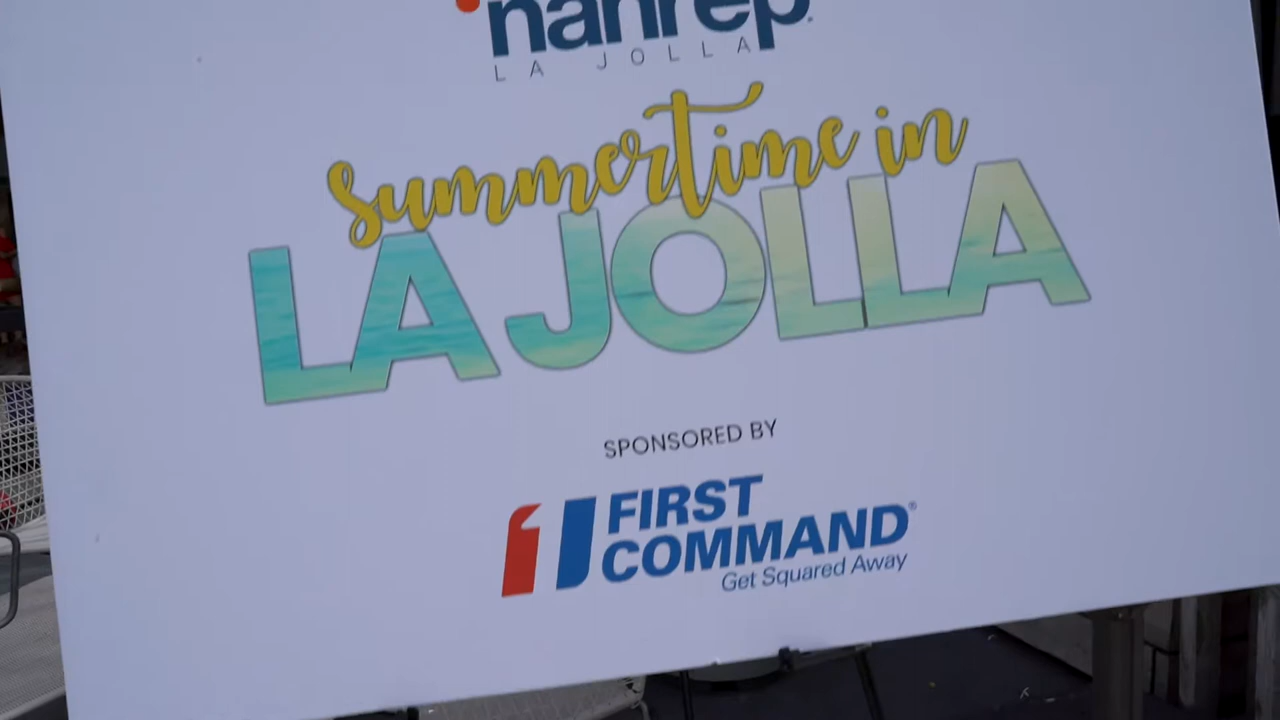 nahrep
LA JOLLA
Summertime in
LA JOLLA
SPONSORED BY
FIRST
COMMAND®
Get Squared Away